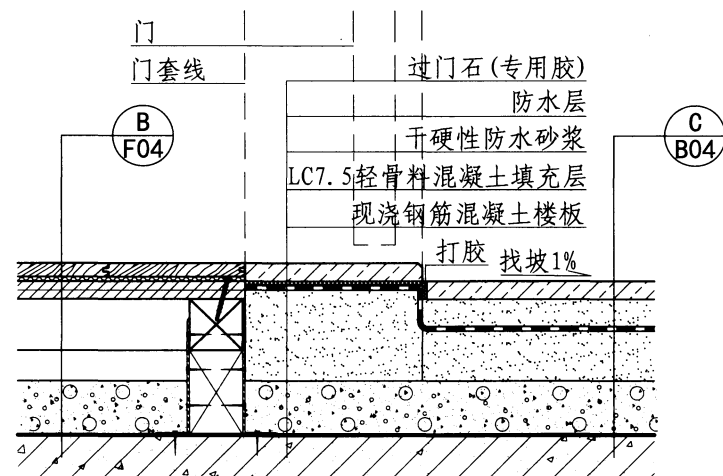 门
门套线
过门石(专用胶)
防水层
干硬性防水砂浆
LC7.5轻骨料混凝土填充层
现浇钢筋混凝土楼板
打胶
找坡1%
B
F04
C
B04